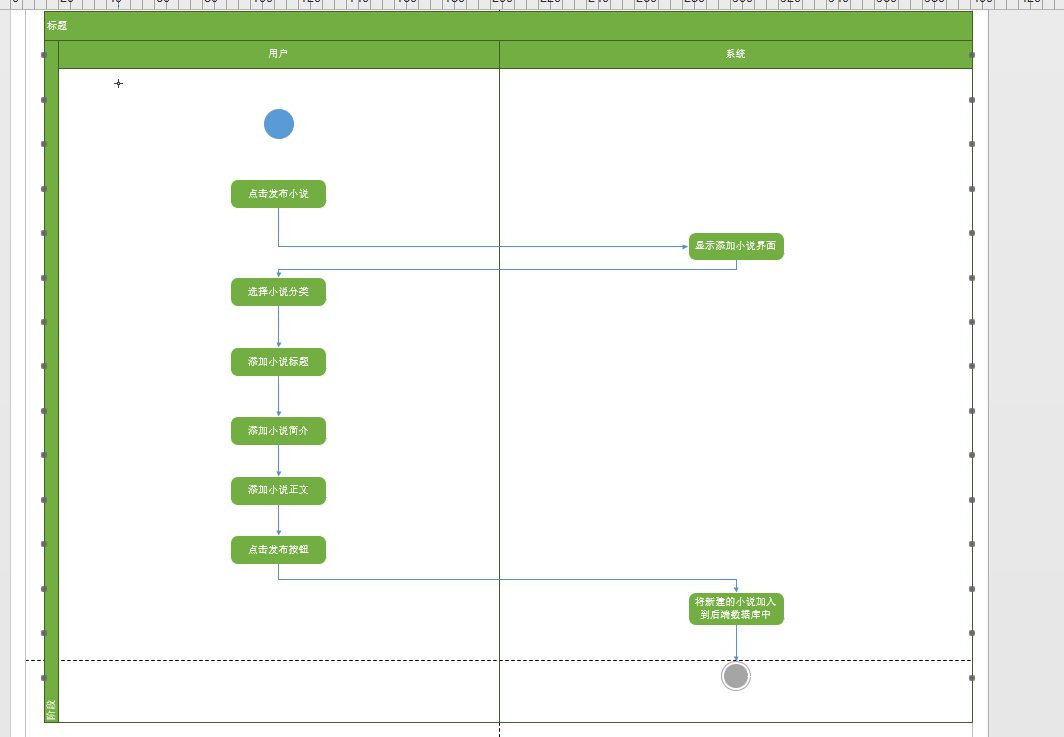 标题
用户
系统
点击发布小说
显示添加小说界面
选择小说分类
添加小说标题
添加小说简介
添加小说正文
点击发布按钮
将新建的小说加入
到后端数据库中
阶段